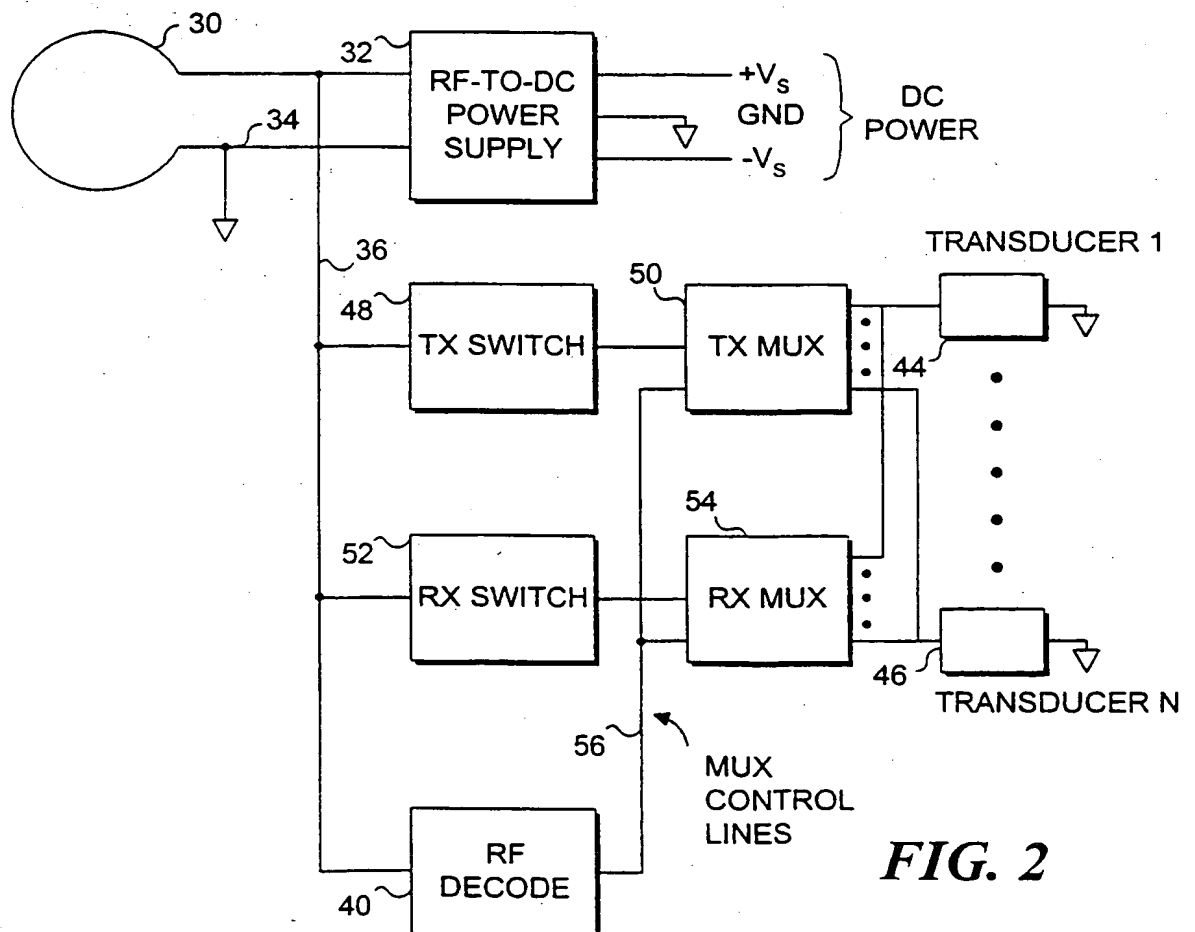 30
32
RF-TO-DC
POWER
SUPPLY
+VS
GND
-VS
DC
POWER
34
36
TRANSDUCER 1
48
TX SWITCH
50
TX MUX
44
52
RX SWITCH
54
RX MUX
46
TRANSDUCER N
56
MUX
CONTROL
LINES
RF
DECODE
40
FIG. 2